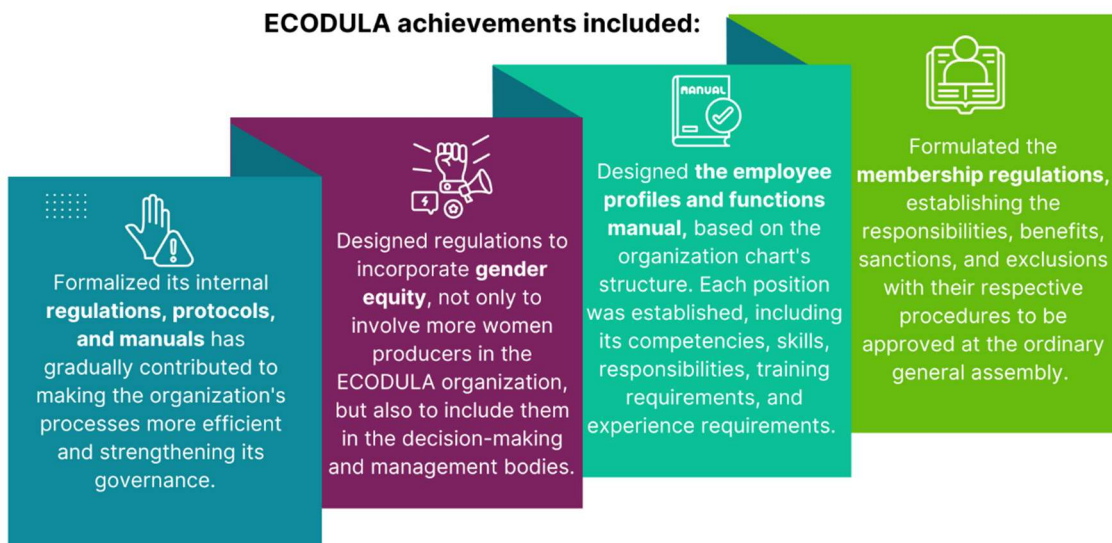 ECODULA achievements included:
Formalized its internal
regulations, protocols,
and manuals has
gradually contributed to
making the organization's
processes more efficient
and strengthening its
governance.
Designed regulations to
incorporate gender
equity, not only to
involve more women
producers in the
ECODULA organization,
but also to include them
in the decision-making
and management bodies.
MANUAL
Designed the employee
profiles and functions
manual, based on the
organization chart's
structure. Each position
was established, including
its competencies, skills,
responsibilities, training
requirements, and
experience requirements.
Formulated the
membership regulations,
establishing the
responsibilities, benefits,
sanctions, and exclusions
with their respective
procedures to be
approved at the ordinary
general assembly.